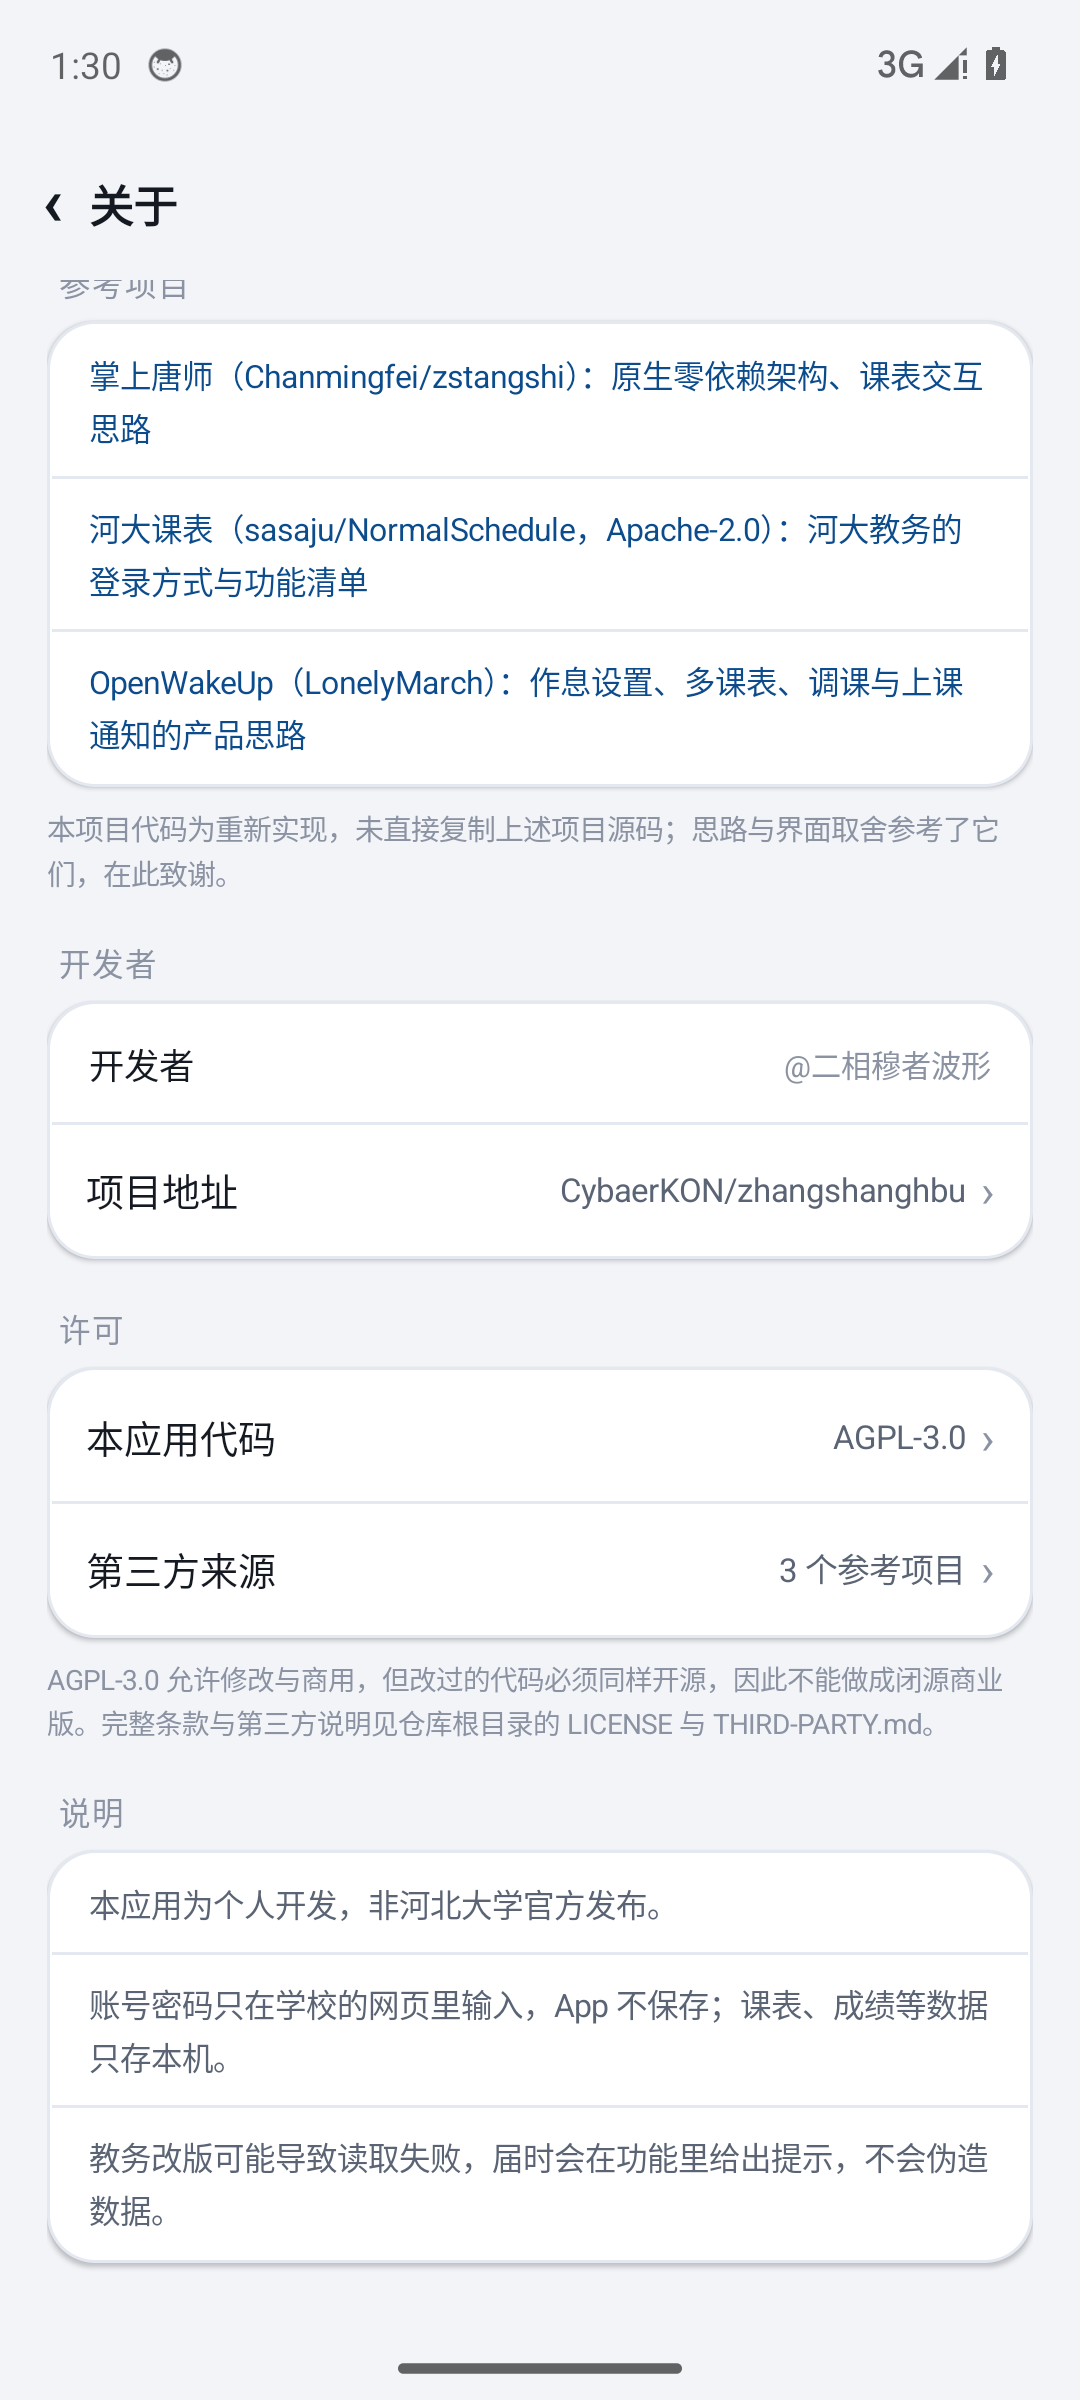 1:30
3G
关于
参考项目
掌上唐师（Chanmingfei/zstangshi）：原生零依赖架构、课表交互
思路
河大课表（sasaju/NormalSchedule，Apache-2.0）：河大教务的
登录方式与功能清单
OpenWakeUp（LonelyMarch）：作息设置、多课表、调课与上课
通知的产品思路
本项目代码为重新实现，未直接复制上述项目源码；思路与界面取舍参考了它
们，在此致谢。
开发者
开发者
@二相穆者波形
项目地址
CybaerKON/zhangshanghbu ›
许可
本应用代码
AGPL-3.0 ›
第三方来源
3 个参考项目 ›
AGPL-3.0 允许修改与商用，但改过的代码必须同样开源，因此不能做成闭源商业
版。完整条款与第三方说明见仓库根目录的 LICENSE 与 THIRD-PARTY.md。
说明
本应用为个人开发，非河北大学官方发布。
账号密码只在学校的网页里输入，App 不保存；课表、成绩等数据
只存本机。
教务改版可能导致读取失败，届时会在功能里给出提示，不会伪造
数据。